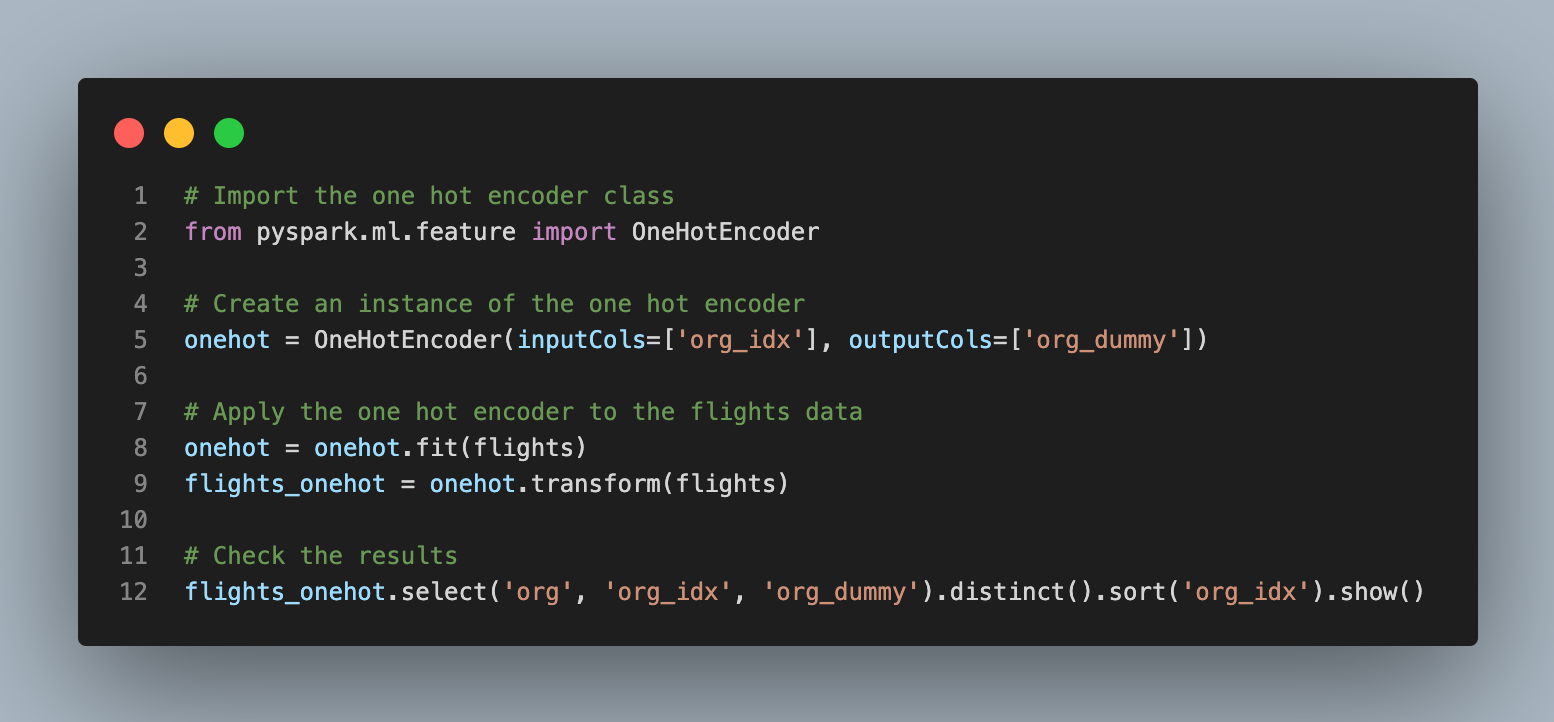 1 # Import the one hot encoder class
2 from pyspark.ml.feature import OneHotEncoder
3
4 # Create an instance of the one hot encoder
5 onehot = OneHotEncoder(inputCols=['org_idx'], outputCols=['org_dummy'])
6
7 # Apply the one hot encoder to the flights data
8 onehot = onehot.fit(flights)
9 flights_onehot = onehot.transform(flights)
10
11 # Check the results
12 flights_onehot.select('org', 'org_idx', 'org_dummy').distinct().sort('org_idx').show()